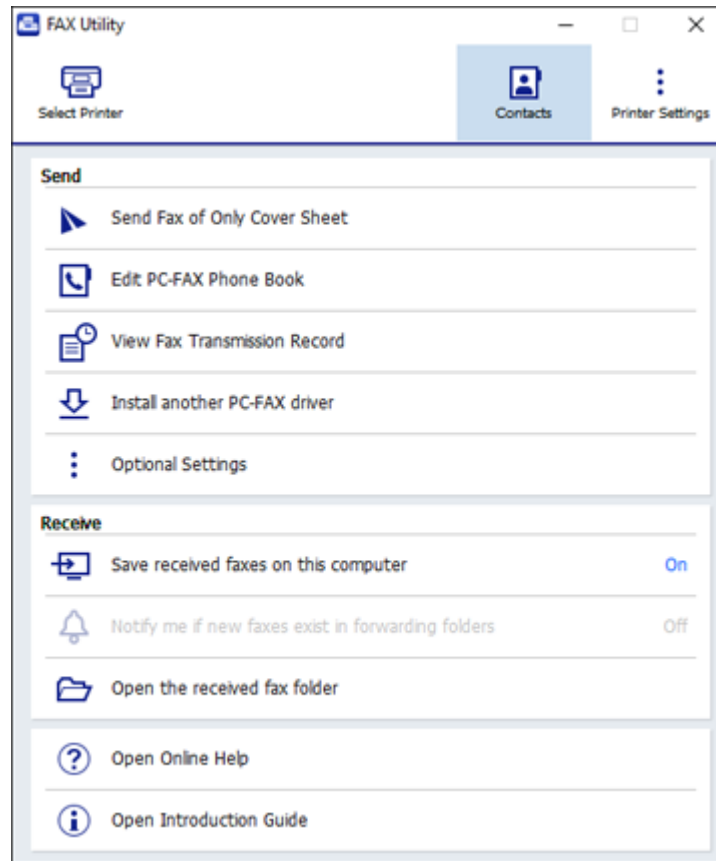 FAX Utility
Select Printer
Contacts
Printer Settings
Send
Send Fax of Only Cover Sheet
Edit PC-FAX Phone Book
View Fax Transmission Record
Install another PC-FAX driver
Optional Settings
Receive
Save received faxes on this computer On
Notify me if new faxes exist in forwarding folders Off
Open the received fax folder
Open Online Help
Open Introduction Guide